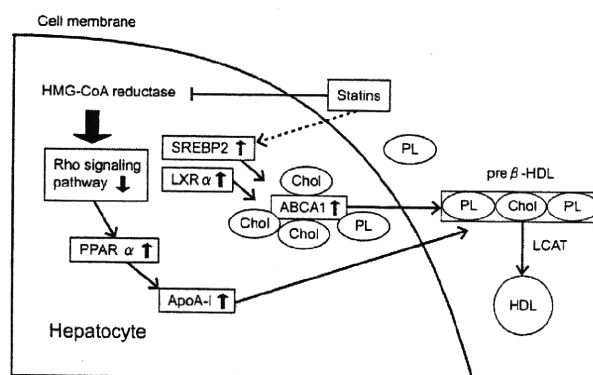 Cell membrane
HMG-CoA reductase
Statins
SREBP2
PL
Rho signaling
pathway
LXR α
Chol
pre β-HDL
ABCA1
PL
Chol
PL
Chol
Chol
PL
PPAR α
LCAT
ApoA-I
HDL
Hepatocyte